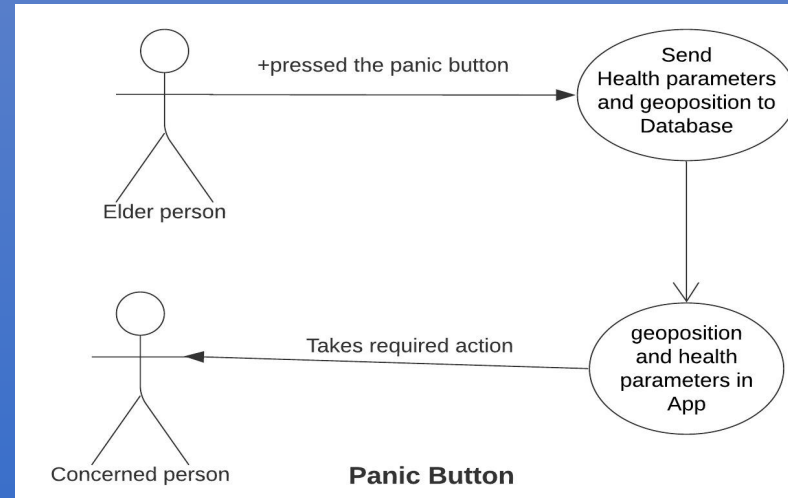 +pressed the panic button
Send
Health parameters
and geoposition to
Database
Elder person
geoposition
and health
parameters in
App
Takes required action
Concerned person
Panic Button